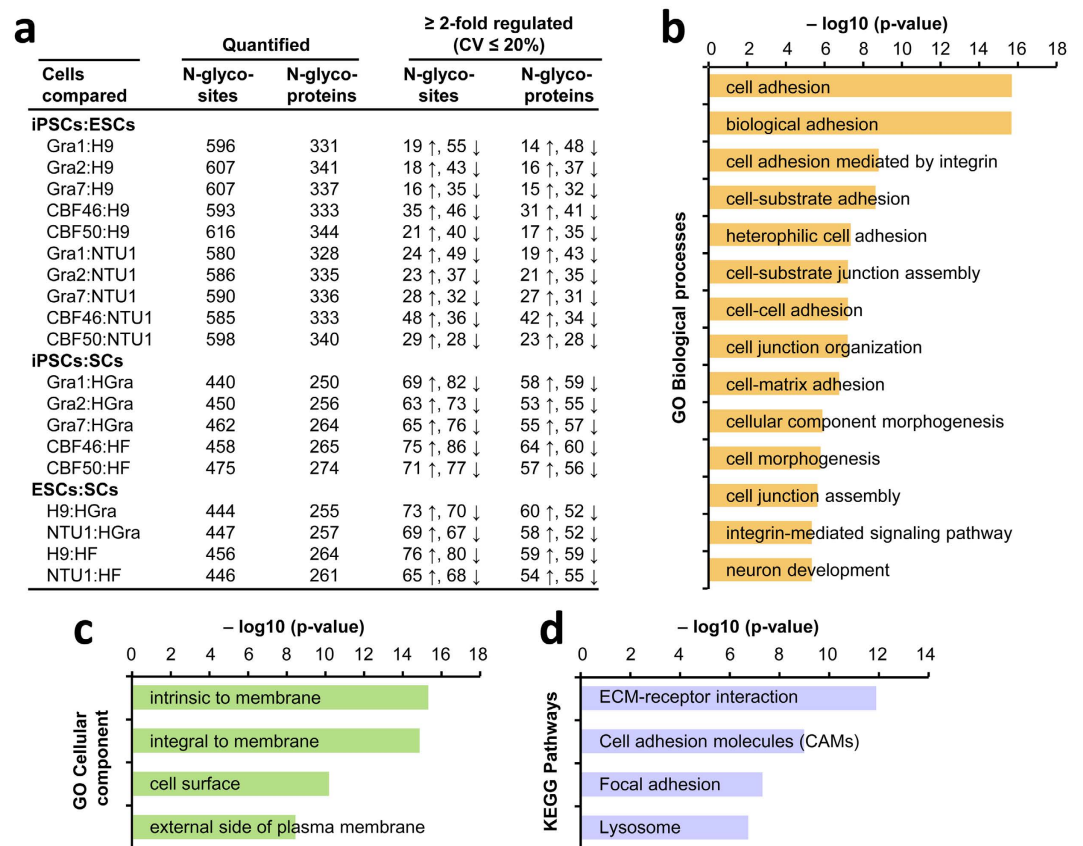 a
≥ 2-fold regulated
Quantified (CV ≤ 20%)
Cells compared N-glyco-sites N-glyco-proteins N-glyco-sites N-glyco-proteins
iPSCs:ESCs
Gra1:H9 596 331 19 ↑, 55 ↓ 14 ↑, 48 ↓
Gra2:H9 607 341 18 ↑, 43 ↓ 16 ↑, 37 ↓
Gra7:H9 607 337 16 ↑, 35 ↓ 15 ↑, 32 ↓
CBF46:H9 593 333 35 ↑, 46 ↓ 31 ↑, 41 ↓
CBF50:H9 616 344 21 ↑, 40 ↓ 17 ↑, 35 ↓
Gra1:NTU1 580 328 24 ↑, 49 ↓ 19 ↑, 43 ↓
Gra2:NTU1 586 335 23 ↑, 37 ↓ 21 ↑, 35 ↓
Gra7:NTU1 590 336 28 ↑, 32 ↓ 27 ↑, 31 ↓
CBF46:NTU1 585 333 48 ↑, 36 ↓ 42 ↑, 34 ↓
CBF50:NTU1 598 340 29 ↑, 28 ↓ 23 ↑, 28 ↓
iPSCs:SCs
Gra1:HGra 440 250 69 ↑, 82 ↓ 58 ↑, 59 ↓
Gra2:HGra 450 256 63 ↑, 73 ↓ 53 ↑, 55 ↓
Gra7:HGra 462 264 65 ↑, 76 ↓ 55 ↑, 57 ↓
CBF46:HF 458 265 75 ↑, 86 ↓ 64 ↑, 60 ↓
CBF50:HF 475 274 71 ↑, 77 ↓ 57 ↑, 56 ↓
ESCs:SCs
H9:HGra 444 255 73 ↑, 70 ↓ 60 ↑, 52 ↓
NTU1:HGra 447 257 69 ↑, 67 ↓ 58 ↑, 52 ↓
H9:HF 456 264 76 ↑, 80 ↓ 59 ↑, 59 ↓
NTU1:HF 446 261 65 ↑, 68 ↓ 54 ↑, 55 ↓
b
– log10 (p-value)
0 2 4 6 8 10 12 14 16 18
GO Biological processes
cell adhesion
biological adhesion
cell adhesion mediated by integrin
cell-substrate adhesion
heterophilic cell adhesion
cell-substrate junction assembly
cell-cell adhesion
cell junction organization
cell-matrix adhesion
cellular component morphogenesis
cell morphogenesis
cell junction assembly
integrin-mediated signaling pathway
neuron development
c
– log10 (p-value)
0 2 4 6 8 10 12 14 16 18
GO Cellular
component
intrinsic to membrane
integral to membrane
cell surface
external side of plasma membrane
d
– log10 (p-value)
0 2 4 6 8 10 12 14
KEGG Pathways
ECM-receptor interaction
Cell adhesion molecules (CAMs)
Focal adhesion
Lysosome